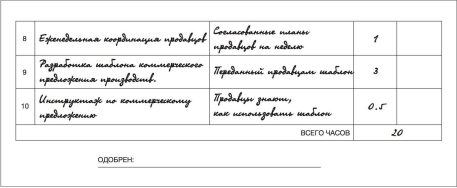 8 Еженедельная координация продавцов Согласованные планы продавцов на неделю 1
9 Разработка шаблона коммерческого предложения производств. Переданный продавцам шаблон 3
10 Инструктаж по коммерческому предложению Продавцы знают, как использовать шаблон 0.5
ВСЕГО ЧАСОВ 20
ОДОБРЕН: